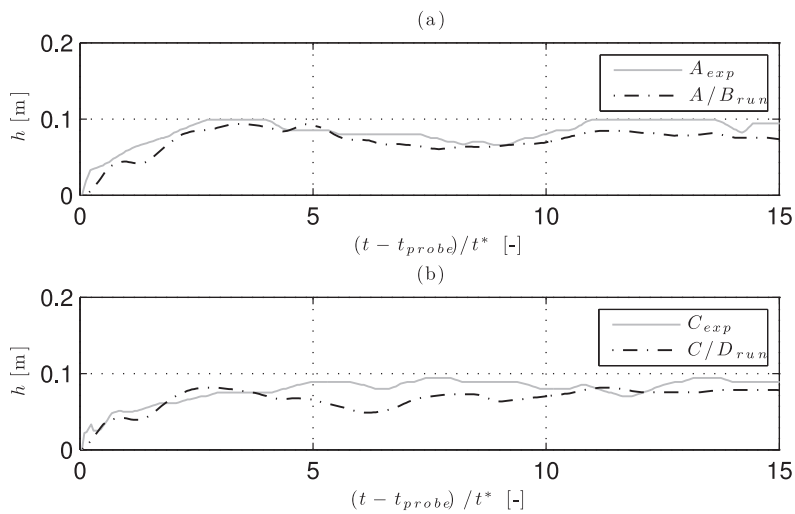 (a)
0.2
0.1
0
h [m]
A_exp
A/B_run
0 5 10 15
(t − t_probe)/t* [-]
(b)
0.2
0.1
0
h [m]
C_exp
C/D_run
0 5 10 15
(t − t_probe)/t* [-]